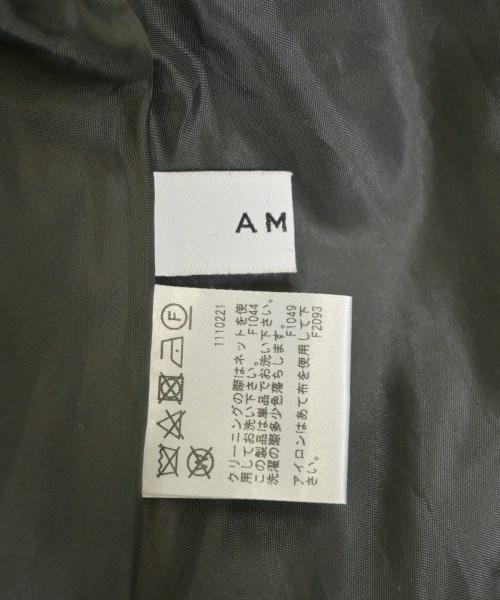 AM
1110221
クリーニングの際はネットを使
用してお洗い下さい。 F1044
この製品は単品でお洗い下さい。
洗濯の際多少色落ちします。
F1049
アイロンはあて布を使用して下
さい。 F2093
F
W